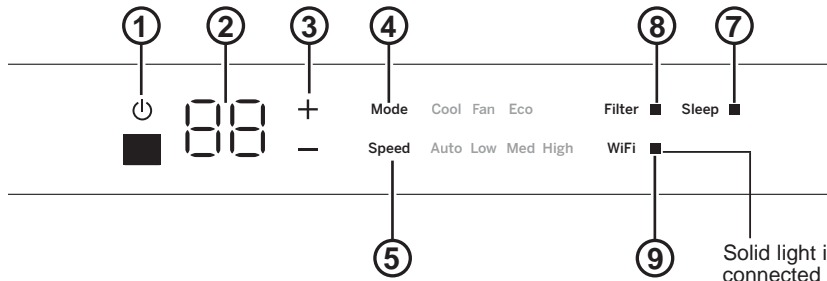 1 2 3 4 8 7
88
+ Mode Cool Fan Eco Filter Sleep
− Speed Auto Low Med High WiFi
5 9
Solid light i
connected